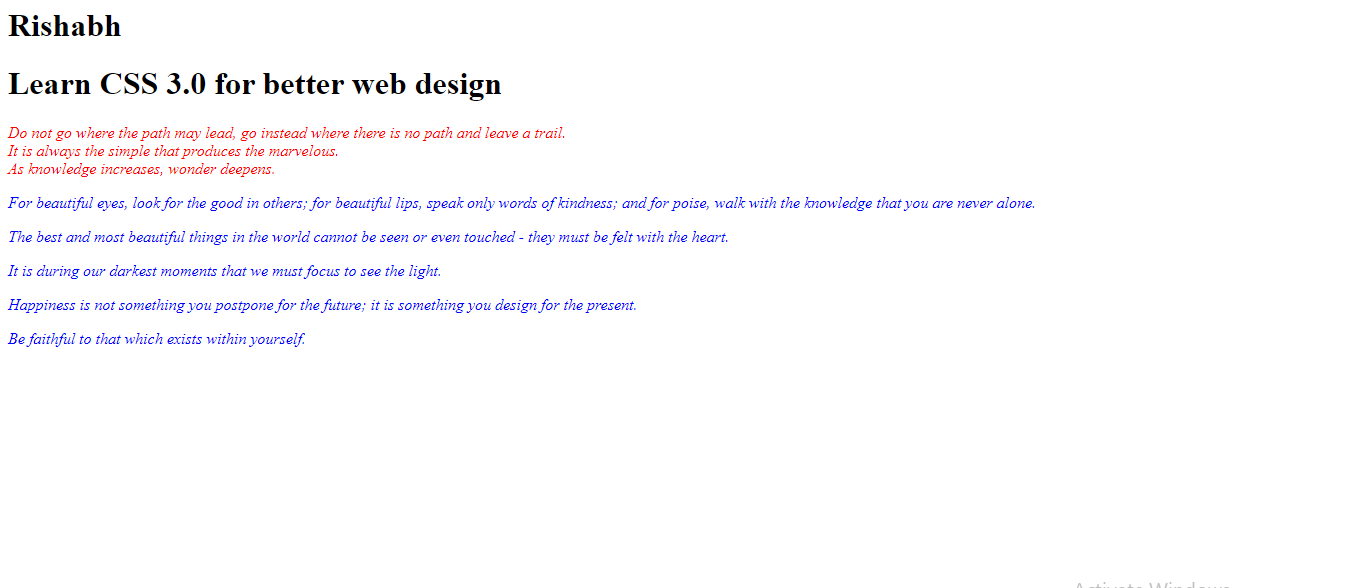 Rishabh
Learn CSS 3.0 for better web design
Do not go where the path may lead, go instead where there is no path and leave a trail.
It is always the simple that produces the marvelous.
As knowledge increases, wonder deepens.
For beautiful eyes, look for the good in others; for beautiful lips, speak only words of kindness; and for poise, walk with the knowledge that you are never alone.
The best and most beautiful things in the world cannot be seen or even touched - they must be felt with the heart.
It is during our darkest moments that we must focus to see the light.
Happiness is not something you postpone for the future; it is something you design for the present.
Be faithful to that which exists within yourself.
Activate Windows